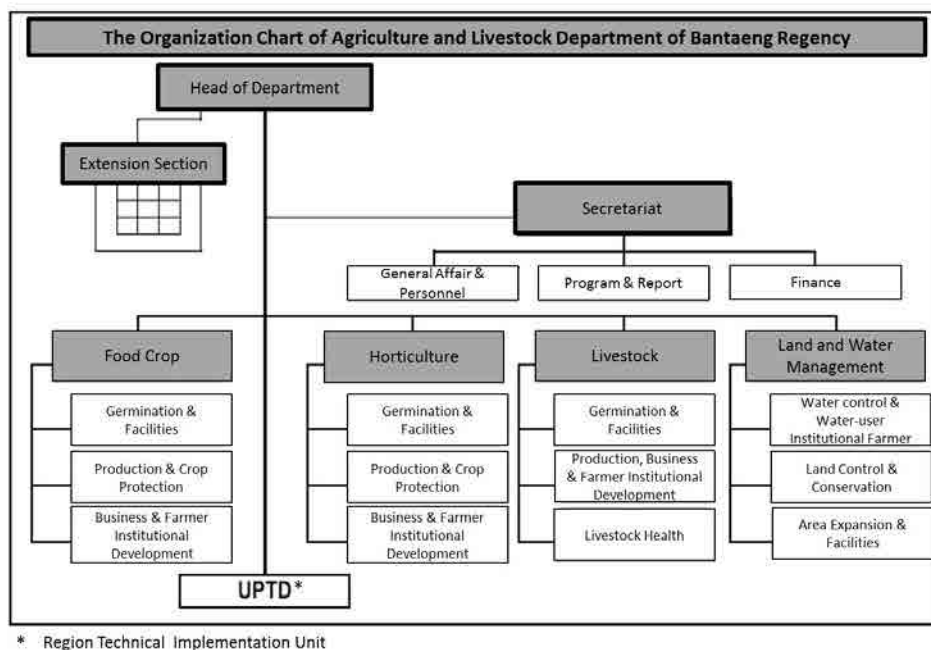 The Organization Chart of Agriculture and Livestock Department of Bantaeng Regency
Head of Department
Extension Section
Secretariat
General Affair &
Personnel
Program & Report
Finance
Food Crop
Horticulture
Livestock
Land and Water
Management
Germination &
Facilities
Production & Crop
Protection
Business & Farmer
Institutional
Development
Germination &
Facilities
Production & Crop
Protection
Business & Farmer
Institutional
Development
Germination &
Facilities
Production, Business
& Farmer Institutional
Development
Livestock Health
Water control &
Water-user
Institutional Farmer
Land Control &
Conservation
Area Expansion &
Facilities
UPTD*
* Region Technical Implementation Unit